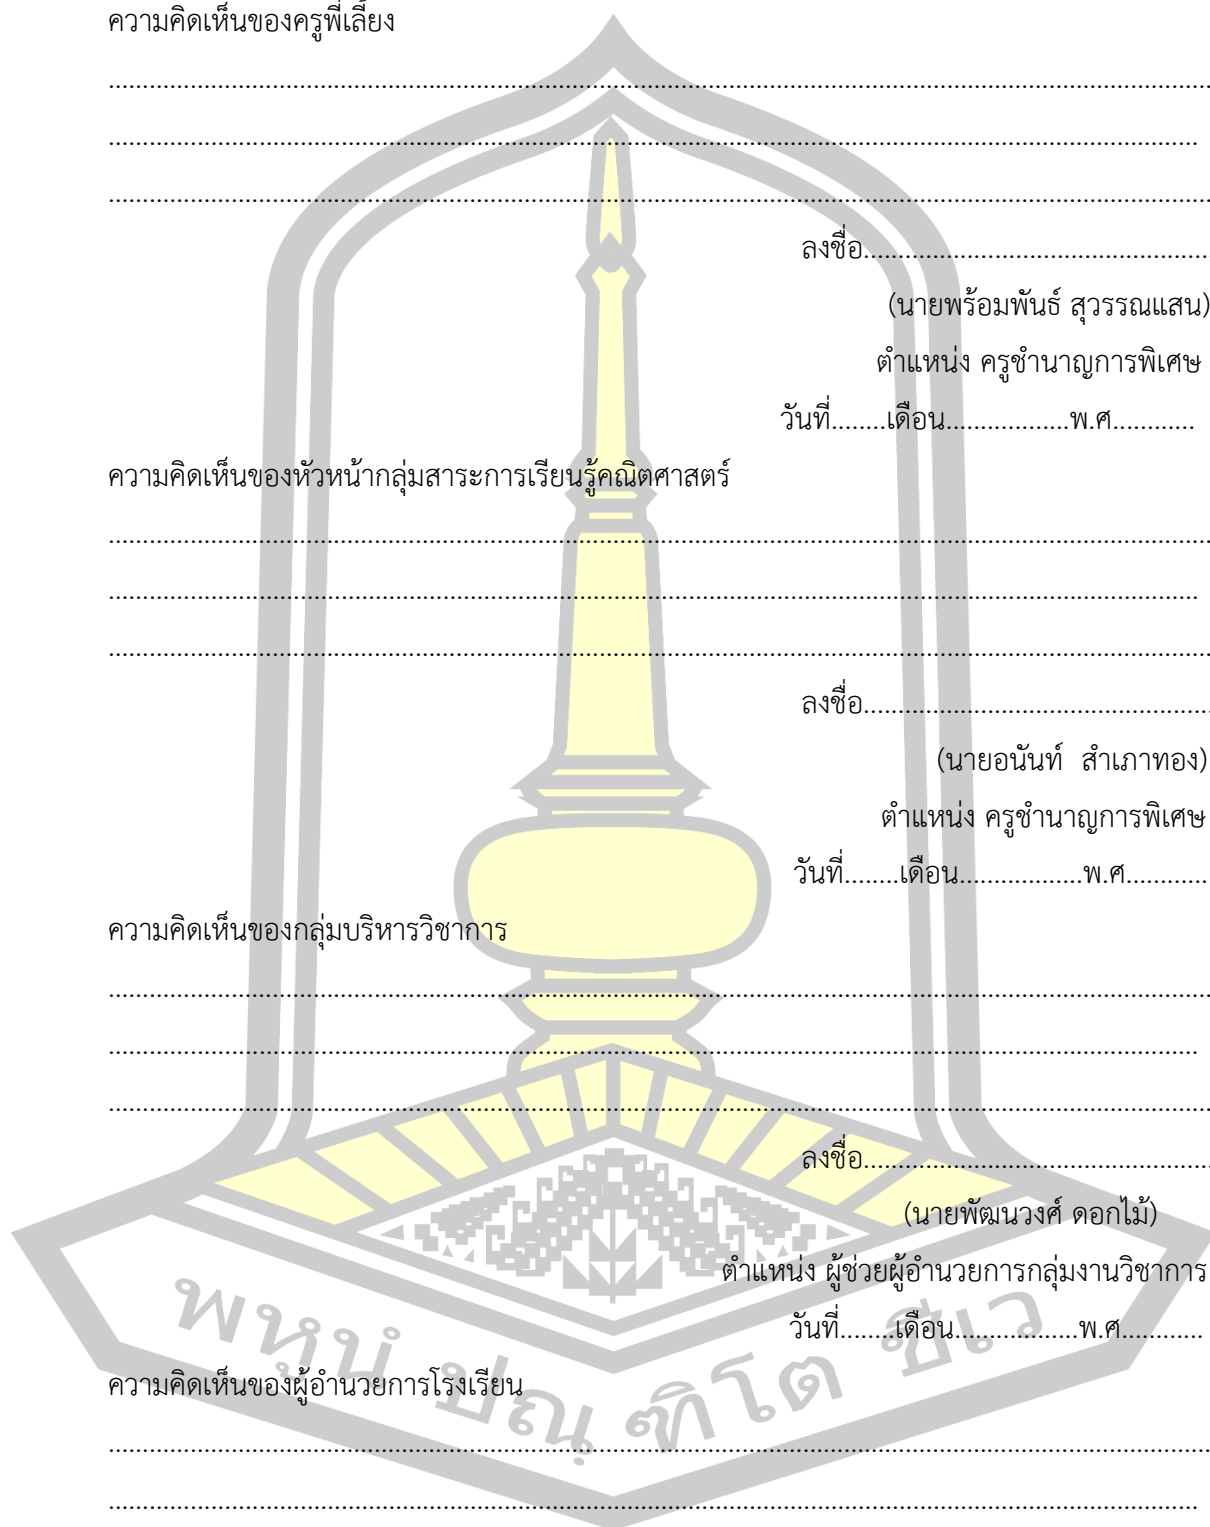 ความคิดเห็นของครูพี่เลี้ยง
................................................................................................................................................................
..............................................................................................................................................................
................................................................................................................................................................
ลงชื่อ..................................................
(นายพร้อมพันธ์ สุวรรณแสน)
ตำแหน่ง ครูชำนาญการพิเศษ
วันที่........เดือน..................พ.ศ............
ความคิดเห็นของหัวหน้ากลุ่มสาระการเรียนรู้คณิตศาสตร์
................................................................................................................................................................
..............................................................................................................................................................
................................................................................................................................................................
ลงชื่อ..................................................
(นายอนันท์ สำเภาทอง)
ตำแหน่ง ครูชำนาญการพิเศษ
วันที่........เดือน..................พ.ศ............
ความคิดเห็นของกลุ่มบริหารวิชาการ
................................................................................................................................................................
..............................................................................................................................................................
................................................................................................................................................................
ลงชื่อ..................................................
(นายพัฒนวงศ์ ดอกไม้)
ตำแหน่ง ผู้ช่วยผู้อำนวยการกลุ่มงานวิชาการ
วันที่........เดือน..................พ.ศ............
ความคิดเห็นของผู้อำนวยการโรงเรียน
................................................................................................................................................................
..............................................................................................................................................................
พหูนํ ปณฺฑิโต ชีเว